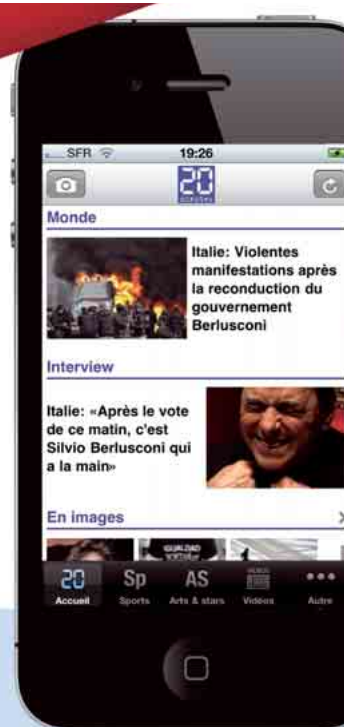 SFR 19:26
20
minutes
Monde
Italie: Violentes
manifestations après
la reconduction du
gouvernement
Berlusconi
Interview
Italie: «Après le vote
de ce matin, c'est
Silvio Berlusconi qui
a la main»
En images
20 Sp AS
Accueil Sports Arts & stars Vidéos Autre